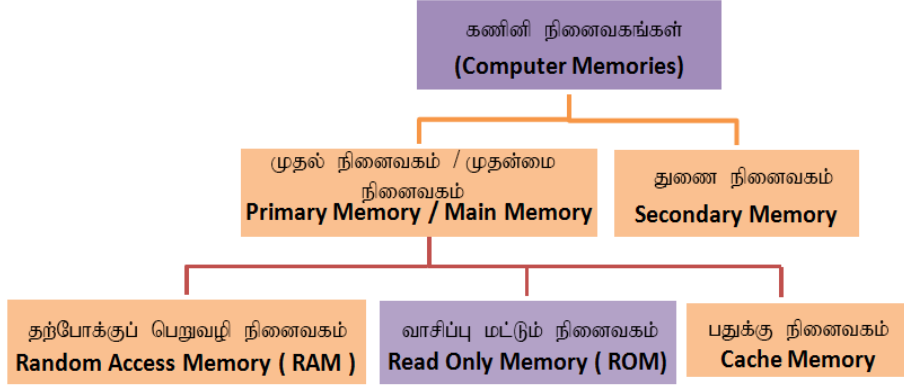 கணினி நினைவகங்கள்
(Computer Memories)
முதல் நினைவகம் / முதன்மை
நினைவகம்
Primary Memory / Main Memory
துணை நினைவகம்
Secondary Memory
தற்போக்குப் பெறுவழி நினைவகம்
Random Access Memory ( RAM )
வாசிப்பு மட்டும் நினைவகம்
Read Only Memory ( ROM)
பதுக்கு நினைவகம்
Cache Memory